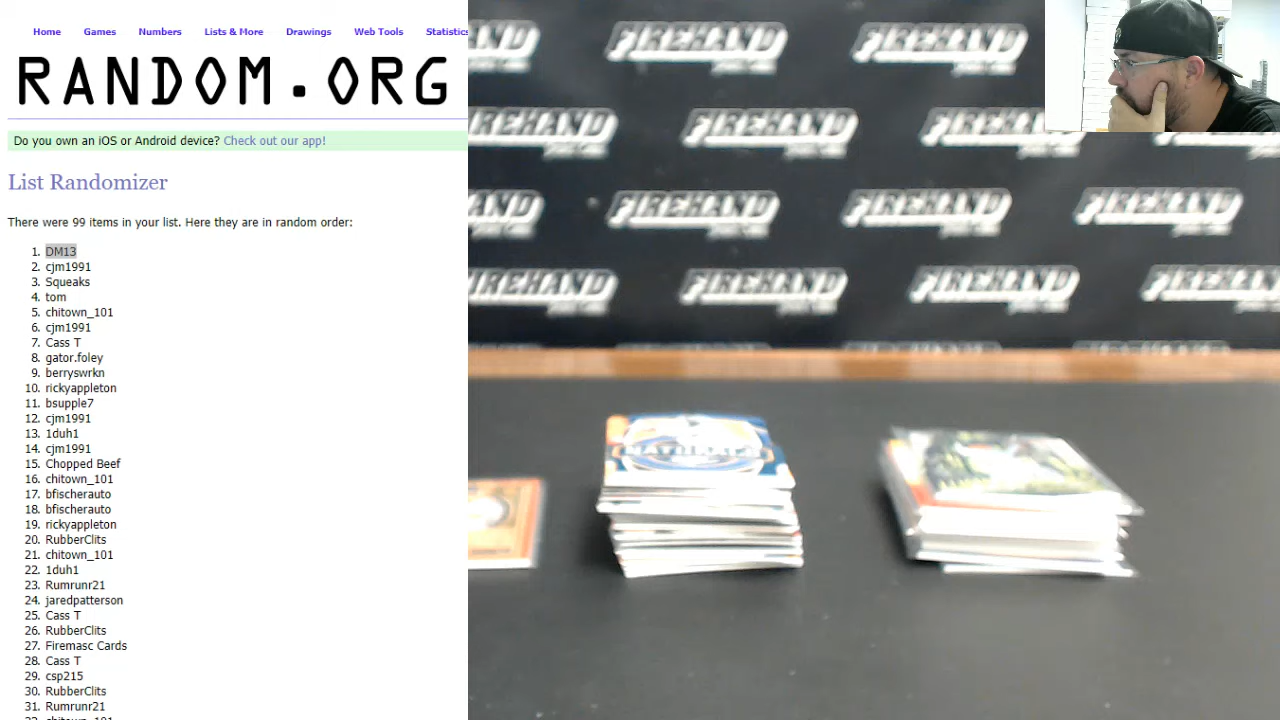 Home Games Numbers Lists & More Drawings Web Tools Statistics
RANDOM.ORG
Do you own an iOS or Android device? Check out our app!
List Randomizer
There were 99 items in your list. Here they are in random order:
1. DM13
2. cjm1991
3. Squeaks
4. tom
5. chitown_101
6. cjm1991
7. Cass T
8. gator.foley
9. berryswrkn
10. rickyappleton
11. bsupple7
12. cjm1991
13. 1duh1
14. cjm1991
15. Chopped Beef
16. chitown_101
17. bfischerauto
18. bfischerauto
19. rickyappleton
20. RubberClits
21. chitown_101
22. 1duh1
23. Rumrunr21
24. jaredpatterson
25. Cass T
26. RubberClits
27. Firemasc Cards
28. Cass T
29. csp215
30. RubberClits
31. Rumrunr21
32. chitown_101
FIREHAND FIREHAND
FIREHAND FIREHAND
FIREHAND FIREHAND FIREHAND
FIREHAND FIREHAND FIREHAND